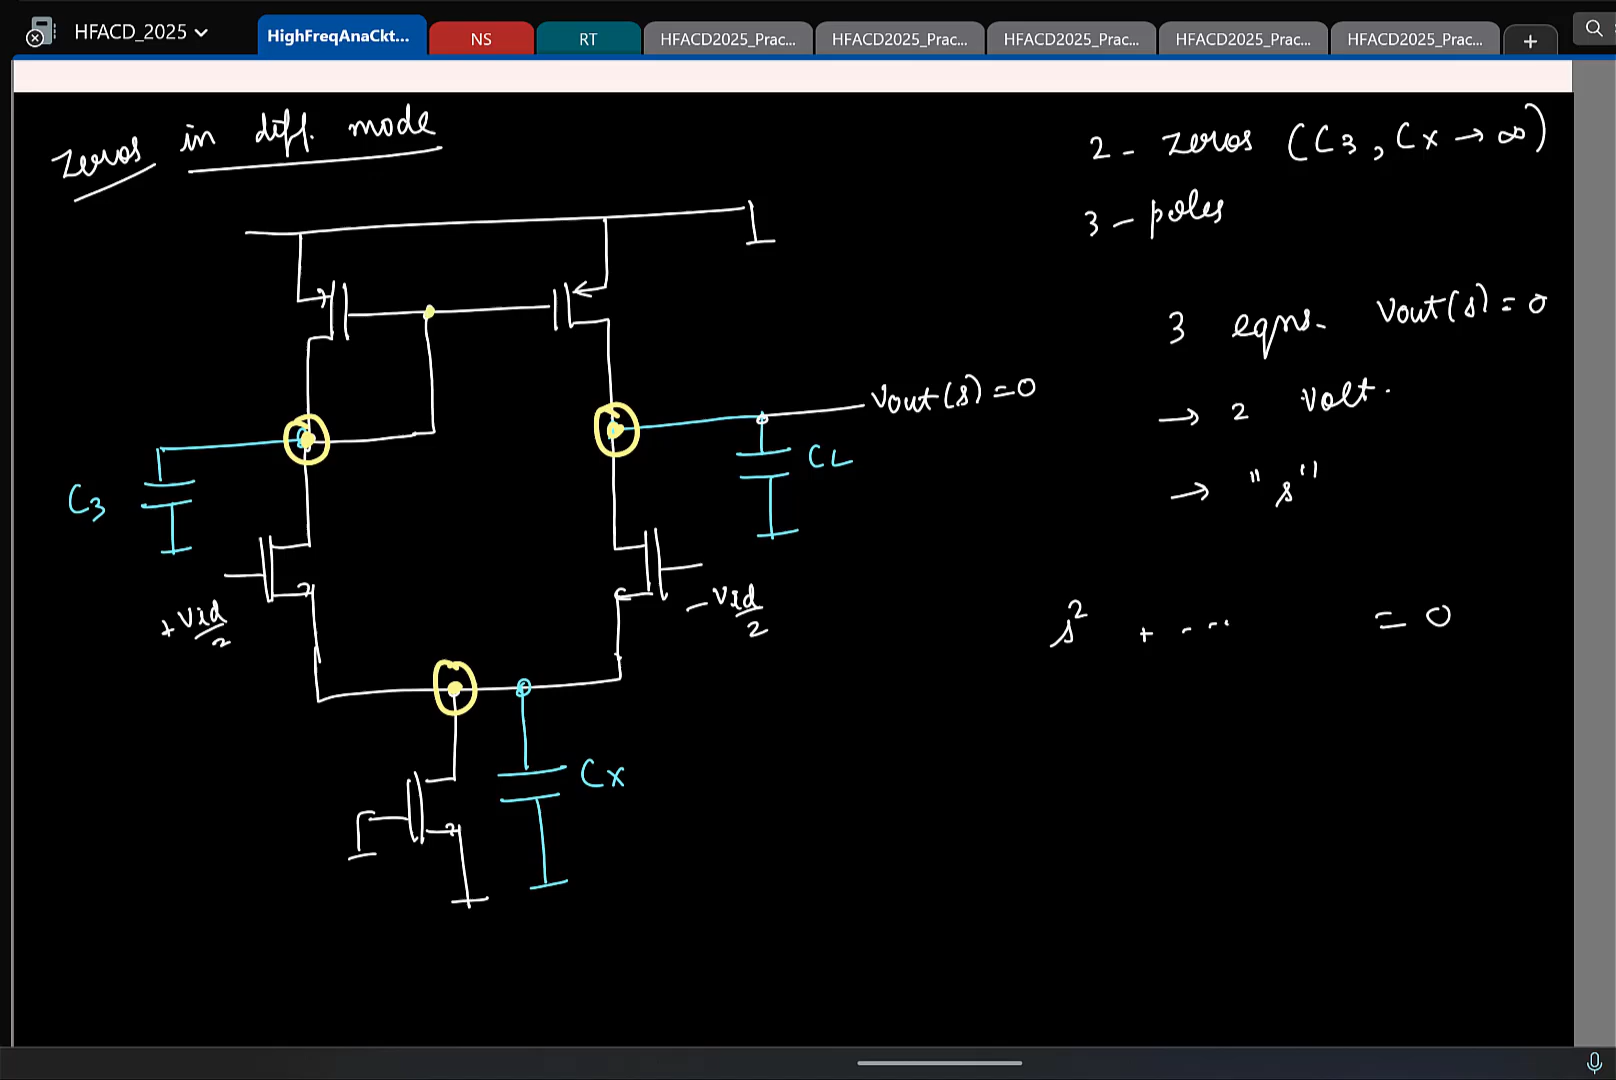 HFACD_2025
HighFreqAnaCkt...
NS
RT
HFACD2025_Prac...
HFACD2025_Prac...
HFACD2025_Prac...
HFACD2025_Prac...
HFACD2025_Prac...
+
Zeros in diff. mode
2 - zeros (C3, Cx → ∞)
3 - poles
3 eqns. Vout(s) = 0
→ 2 volt.
→ "s"
s² + - ... = 0
Vout(s) = 0
C3
CL
+Vid/2
-Vid/2
Cx